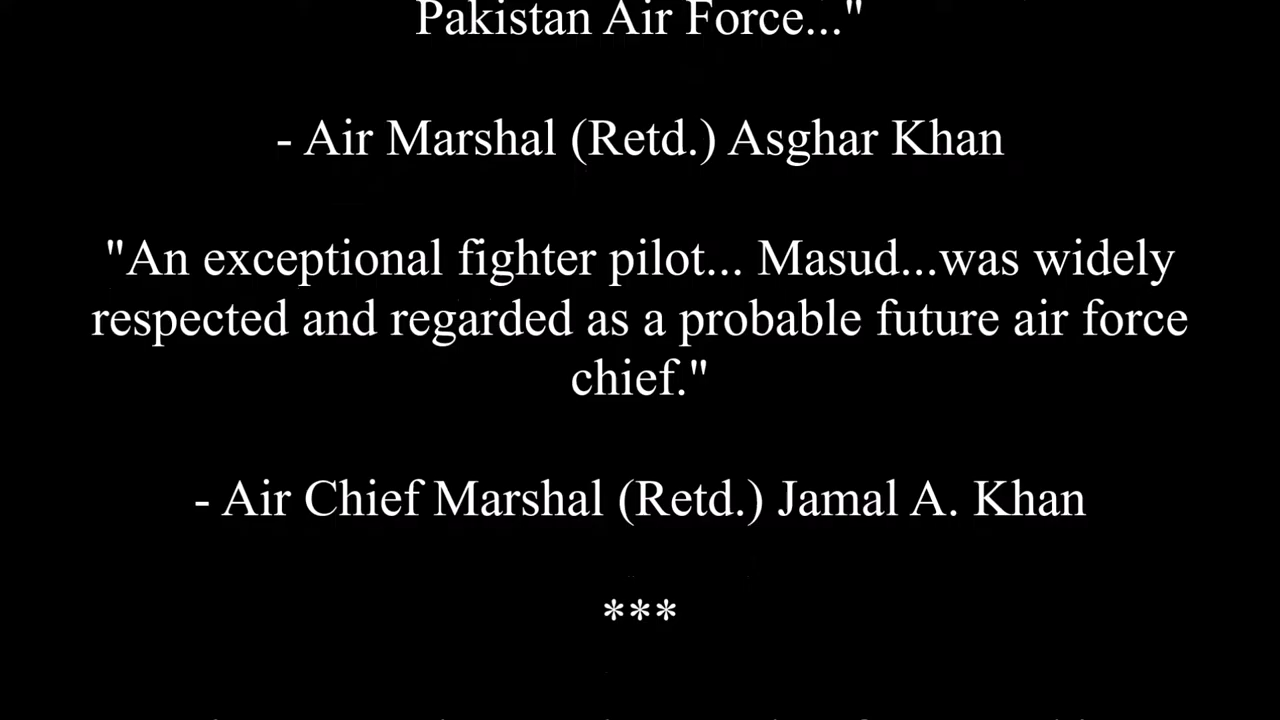 Pakistan Air Force..."
- Air Marshal (Retd.) Asghar Khan
"An exceptional fighter pilot... Masud...was widely
respected and regarded as a probable future air force
chief."
- Air Chief Marshal (Retd.) Jamal A. Khan
***